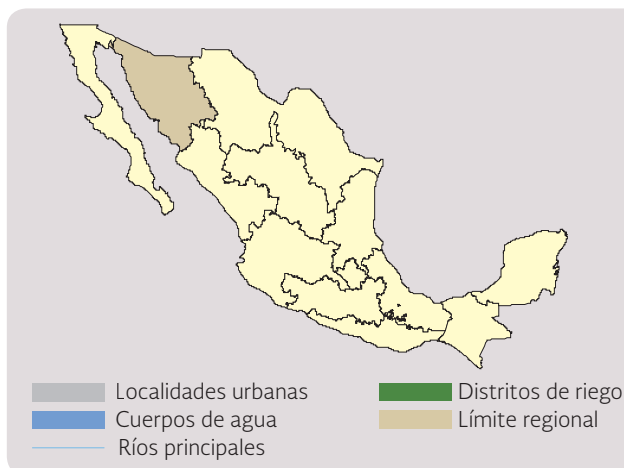 Localidades urbanas
Distritos de riego
Cuerpos de agua
Límite regional
Ríos principales